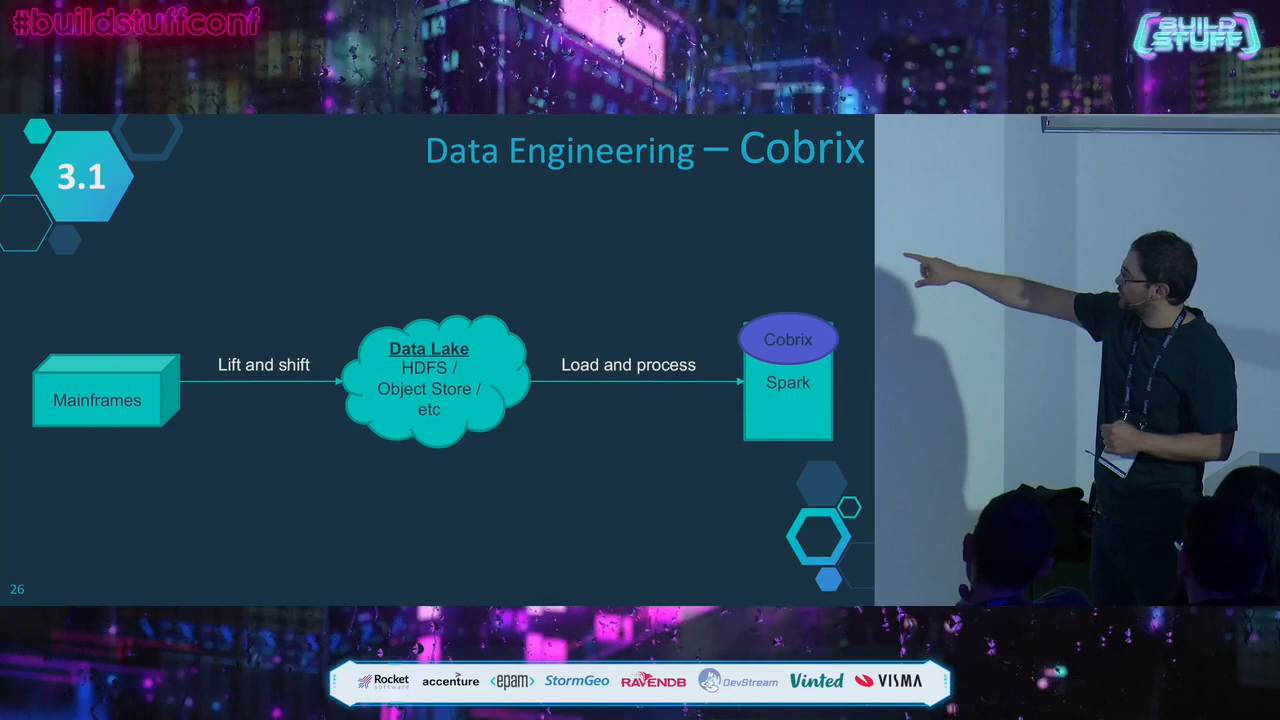 #buildstuffconf
BUILD
STUFF
3.1
Data Engineering – Cobrix
Mainframes
Lift and shift
Data Lake
HDFS /
Object Store /
etc
Load and process
Cobrix
Spark
26
Rocket
software
accenture
<epam>
StormGeo
RAVENDB
DevStream
Vinted
VISMA